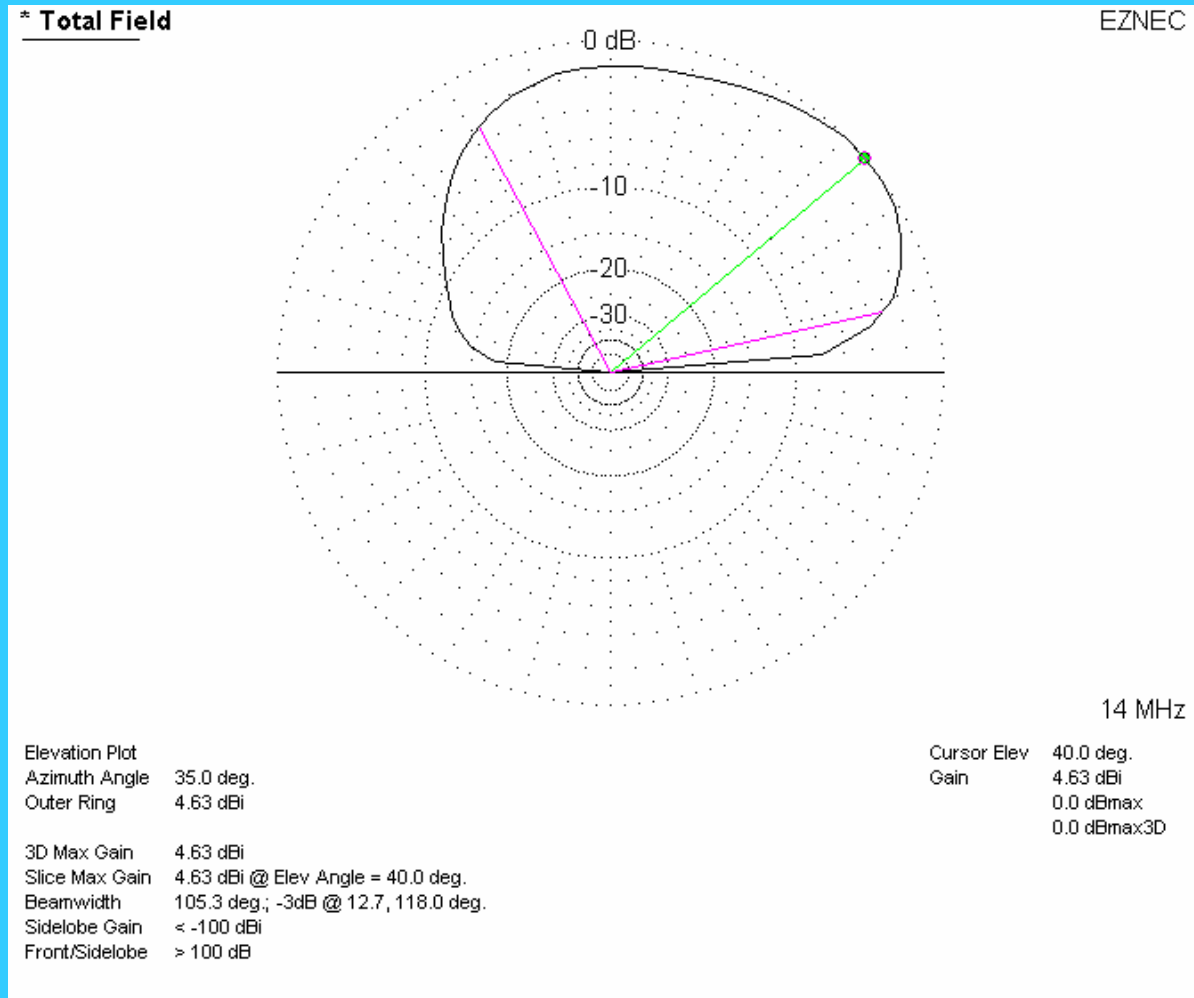 * Total Field
EZNEC
0 dB
-10
-20
-30
14 MHz
Elevation Plot
Azimuth Angle 35.0 deg.
Outer Ring 4.63 dBi
3D Max Gain 4.63 dBi
Slice Max Gain 4.63 dBi @ Elev Angle = 40.0 deg.
Beamwidth 105.3 deg.; -3dB @ 12.7, 118.0 deg.
Sidelobe Gain < -100 dBi
Front/Sidelobe > 100 dB
Cursor Elev 40.0 deg.
Gain 4.63 dBi
0.0 dBmax
0.0 dBmax3D